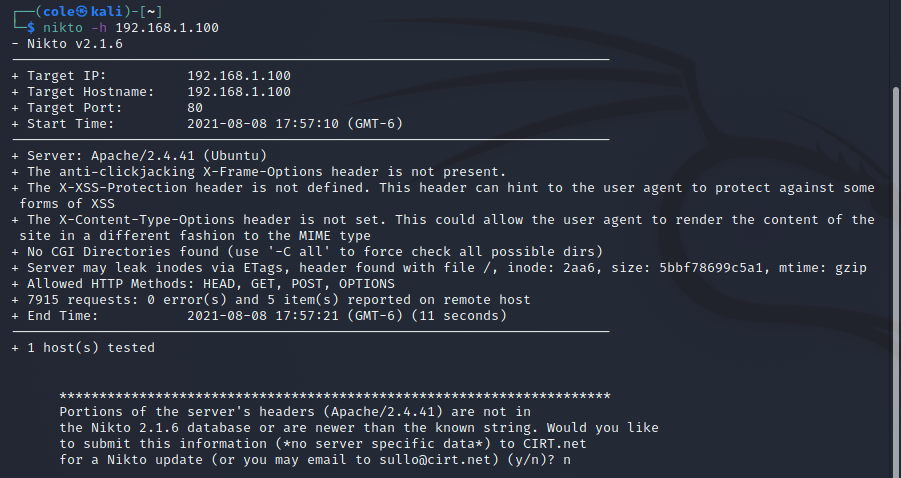 ┌──(cole㉿kali)-[~]
└─$ nikto -h 192.168.1.100
- Nikto v2.1.6
---------------------------------------------------------------------------
+ Target IP:          192.168.1.100
+ Target Hostname:    192.168.1.100
+ Target Port:        80
+ Start Time:         2021-08-08 17:57:10 (GMT-6)
---------------------------------------------------------------------------
+ Server: Apache/2.4.41 (Ubuntu)
+ The anti-clickjacking X-Frame-Options header is not present.
+ The X-XSS-Protection header is not defined. This header can hint to the user agent to protect against some
forms of XSS
+ The X-Content-Type-Options header is not set. This could allow the user agent to render the content of the
site in a different fashion to the MIME type
+ No CGI Directories found (use '-C all' to force check all possible dirs)
+ Server may leak inodes via ETags, header found with file /, inode: 2aa6, size: 5bbf78699c5a1, mtime: gzip
+ Allowed HTTP Methods: HEAD, GET, POST, OPTIONS
+ 7915 requests: 0 error(s) and 5 item(s) reported on remote host
+ End Time:           2021-08-08 17:57:21 (GMT-6) (11 seconds)
---------------------------------------------------------------------------
+ 1 host(s) tested
*********************************************************************
Portions of the server's headers (Apache/2.4.41) are not in
the Nikto 2.1.6 database or are newer than the known string. Would you like
to submit this information (*no server specific data*) to CIRT.net
for a Nikto update (or you may email to sullo@cirt.net) (y/n)? n